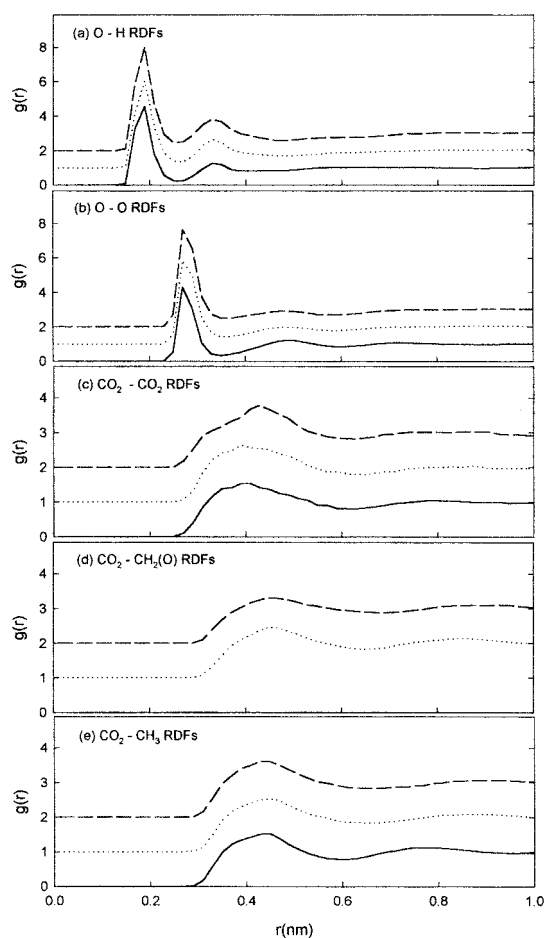 (a) O - H RDFs
g(r)
8
6
4
2
0
(b) O - O RDFs
g(r)
8
6
4
2
0
(c) CO₂ - CO₂ RDFs
g(r)
4
3
2
1
0
(d) CO₂ - CH₂(O) RDFs
g(r)
4
3
2
1
0
(e) CO₂ - CH₃ RDFs
g(r)
4
3
2
1
0
0.0 0.2 0.4 0.6 0.8 1.0
r(nm)